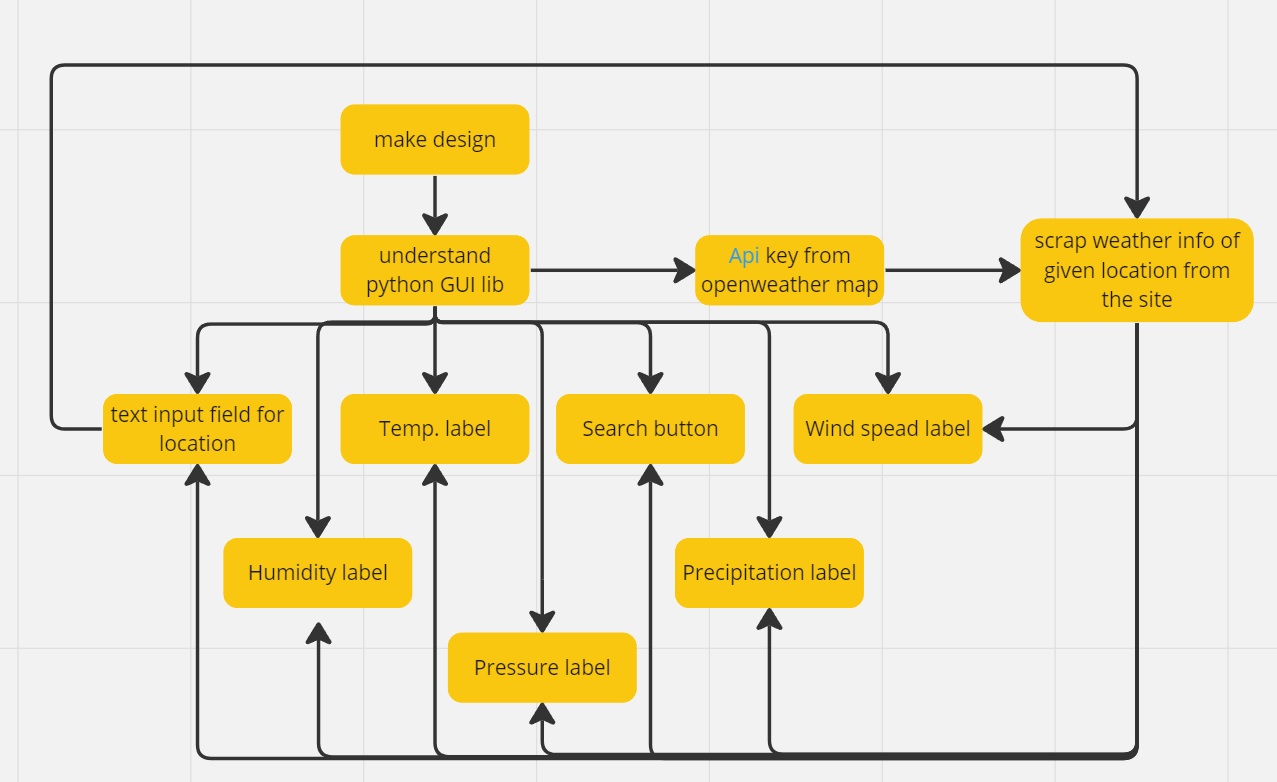 make design
understand
python GUI lib
Api key from
openweather map
scrap weather info of
given location from
the site
text input field for
location
Temp. label
Search button
Wind spead label
Humidity label
Precipitation label
Pressure label